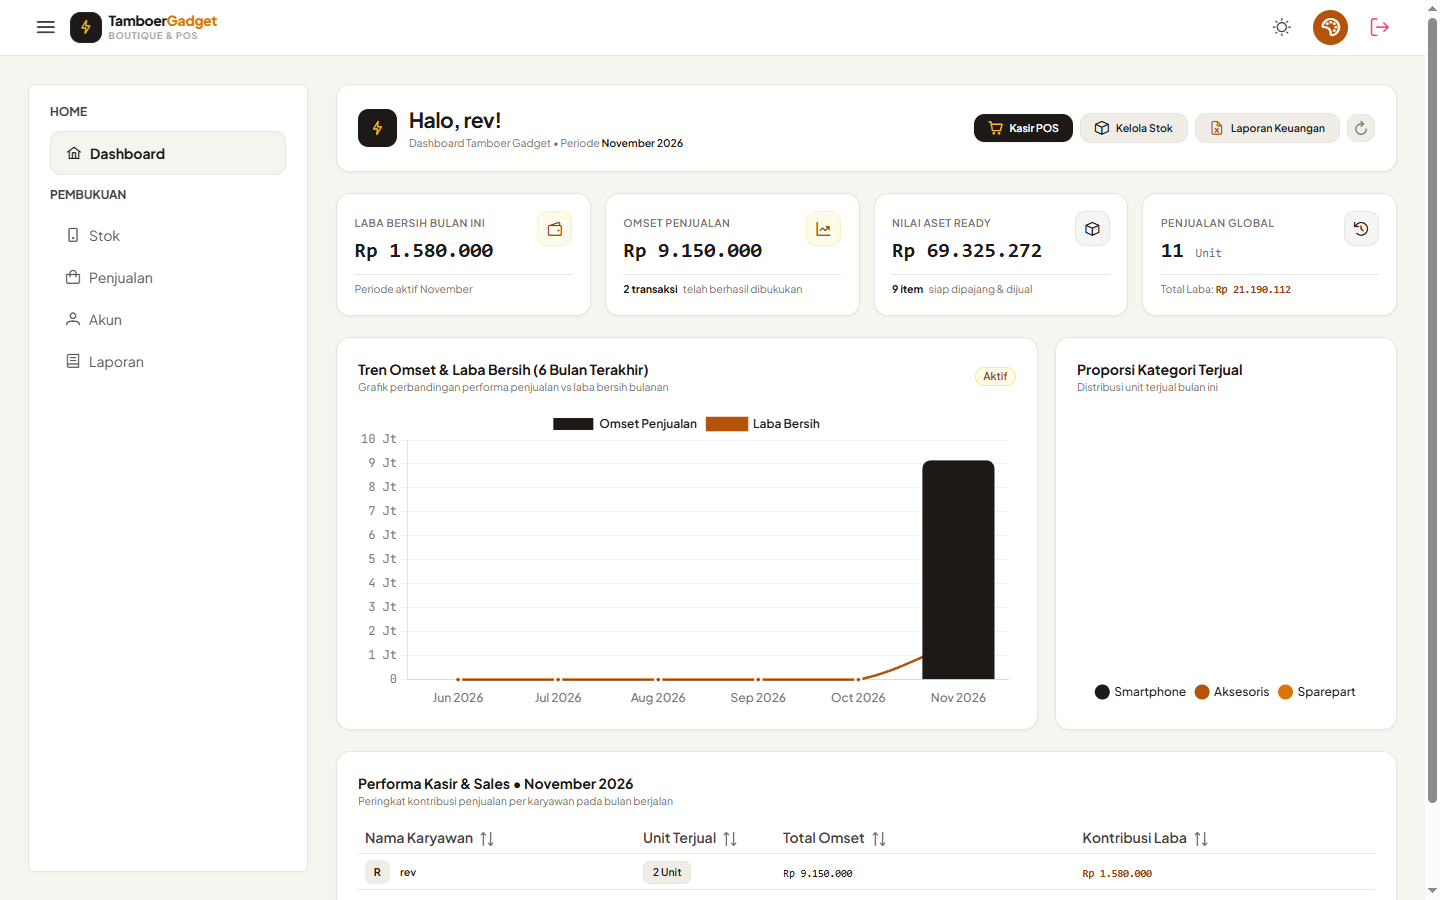 TamboerGadget
BOUTIQUE & POS
HOME
Dashboard
PEMBUKUAN
Stok
Penjualan
Akun
Laporan
Halo, rev!
Dashboard Tamboer Gadget • Periode November 2026
Kasir POS
Kelola Stok
Laporan Keuangan
LABA BERSIH BULAN INI
Rp 1.580.000
Periode aktif November
OMSET PENJUALAN
Rp 9.150.000
2 transaksi telah berhasil dibukukan
NILAI ASET READY
Rp 69.325.272
9 item siap dipajang & dijual
PENJUALAN GLOBAL
11 Unit
Total Laba: Rp 21.190.112
Tren Omset & Laba Bersih (6 Bulan Terakhir)
Grafik perbandingan performa penjualan vs laba bersih bulanan
Aktif
Omset Penjualan Laba Bersih
10 Jt
9 Jt
8 Jt
7 Jt
6 Jt
5 Jt
4 Jt
3 Jt
2 Jt
1 Jt
0
Jun 2026 Jul 2026 Aug 2026 Sep 2026 Oct 2026 Nov 2026
Proporsi Kategori Terjual
Distribusi unit terjual bulan ini
Smartphone Aksesoris Sparepart
Performa Kasir & Sales • November 2026
Peringkat kontribusi penjualan per karyawan pada bulan berjalan
Nama Karyawan Unit Terjual Total Omset Kontribusi Laba
R rev 2 Unit Rp 9.150.000 Rp 1.580.000